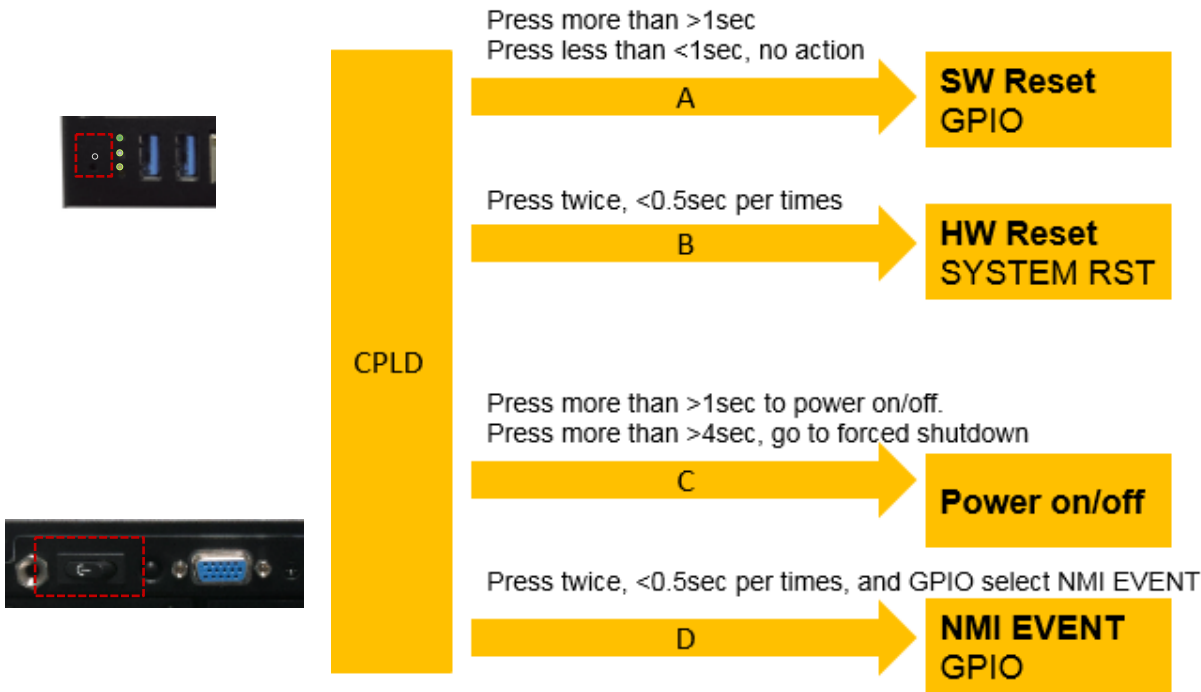 Press more than >1sec
Press less than <1sec, no action
A
SW Reset
GPIO
Press twice, <0.5sec per times
B
HW Reset
SYSTEM RST
CPLD
Press more than >1sec to power on/off.
Press more than >4sec, go to forced shutdown
C
Power on/off
Press twice, <0.5sec per times, and GPIO select NMI EVENT
D
NMI EVENT
GPIO